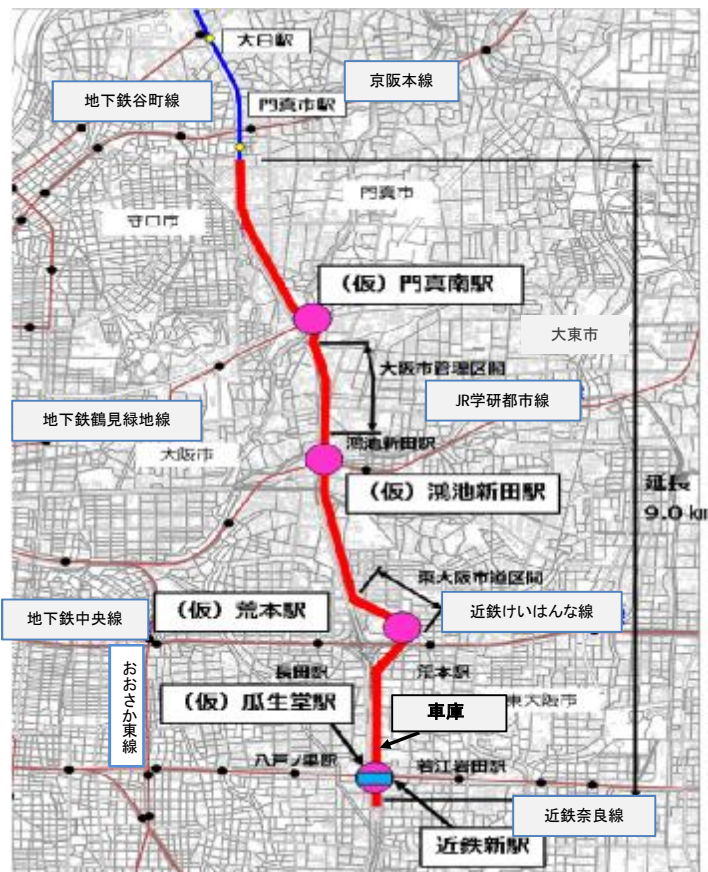 大日駅
京阪本線
地下鉄谷町線
門真市駅
門真市
守口市
(仮)門真南駅
大東市
大阪市管理区間
JR学研都市線
地下鉄鶴見緑地線
鴻池新田駅
大阪市
(仮)鴻池新田駅
延長
9.0km
東大阪市道区間
(仮)荒本駅
近鉄けいはんな線
地下鉄中央線
おおさか東線
長田駅
荒本駅
(仮)瓜生堂駅
車庫
東大阪市
八戸ノ里駅
若江岩田駅
近鉄奈良線
近鉄新駅